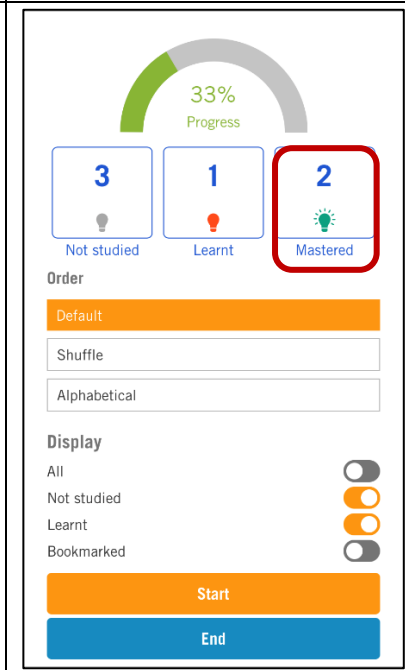 33%
Progress
3 1 2
Not studied Learnt Mastered
Order
Default
Shuffle
Alphabetical
Display
All
Not studied
Learnt
Bookmarked
Start
End